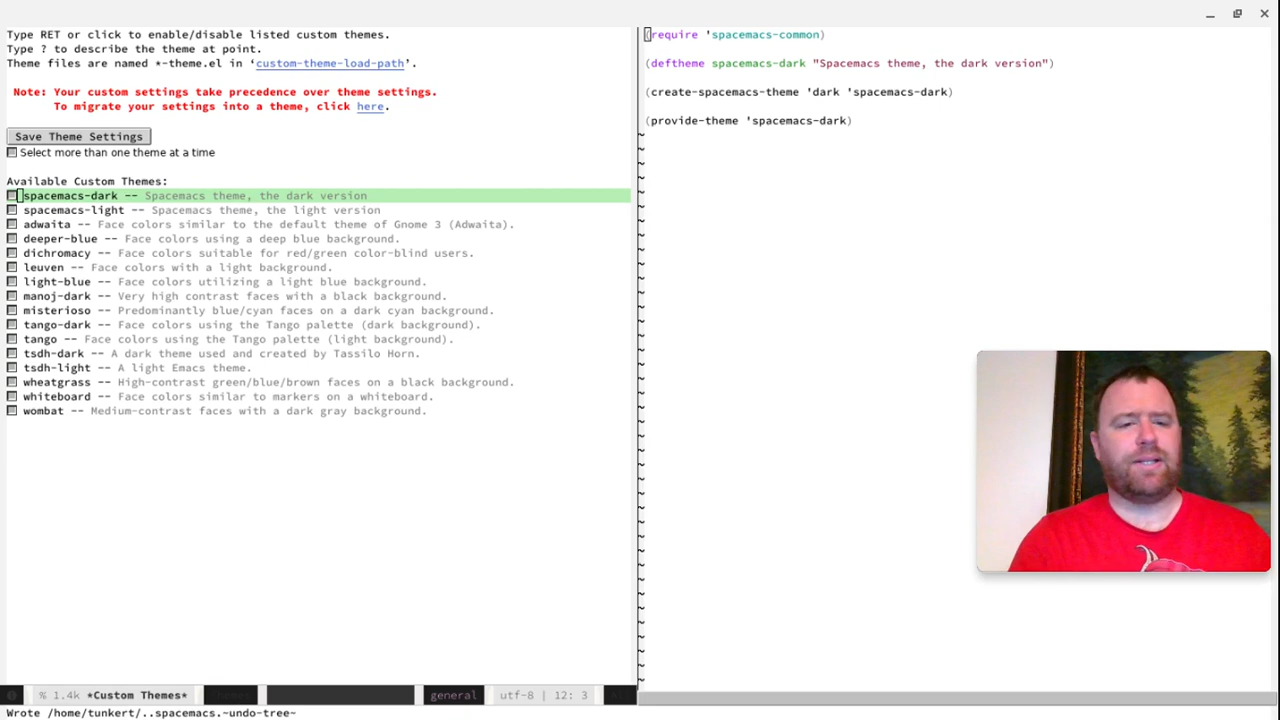 Type RET or click to enable/disable listed custom themes.
Type ? to describe the theme at point.
Theme files are named *-theme.el in ‘custom-theme-load-path’.
Note: Your custom settings take precedence over theme settings.
To migrate your settings into a theme, click here.
Save Theme Settings
Select more than one theme at a time
Available Custom Themes:
spacemacs-dark -- Spacemacs theme, the dark version
spacemacs-light -- Spacemacs theme, the light version
adwaita -- Face colors similar to the default theme of Gnome 3 (Adwaita).
deeper-blue -- Face colors using a deep blue background.
dichromacy -- Face colors suitable for red/green color-blind users.
leuven -- Face colors with a light background.
light-blue -- Face colors utilizing a light blue background.
manoj-dark -- Very high contrast faces with a black background.
misterioso -- Predominantly blue/cyan faces on a dark cyan background.
tango-dark -- Face colors using the Tango palette (dark background).
tango -- Face colors using the Tango palette (light background).
tsdh-dark -- A dark theme used and created by Tassilo Horn.
tsdh-light -- A light Emacs theme.
wheatgrass -- High-contrast green/blue/brown faces on a black background.
whiteboard -- Face colors similar to markers on a whiteboard.
wombat -- Medium-contrast faces with a dark gray background.
% 1.4k *Custom Themes* general utf-8 | 12: 3
Wrote /home/tunkert/..spacemacs.~undo-tree~
(require 'spacemacs-common)
(deftheme spacemacs-dark "Spacemacs theme, the dark version")
(create-spacemacs-theme 'dark 'spacemacs-dark)
(provide-theme 'spacemacs-dark)